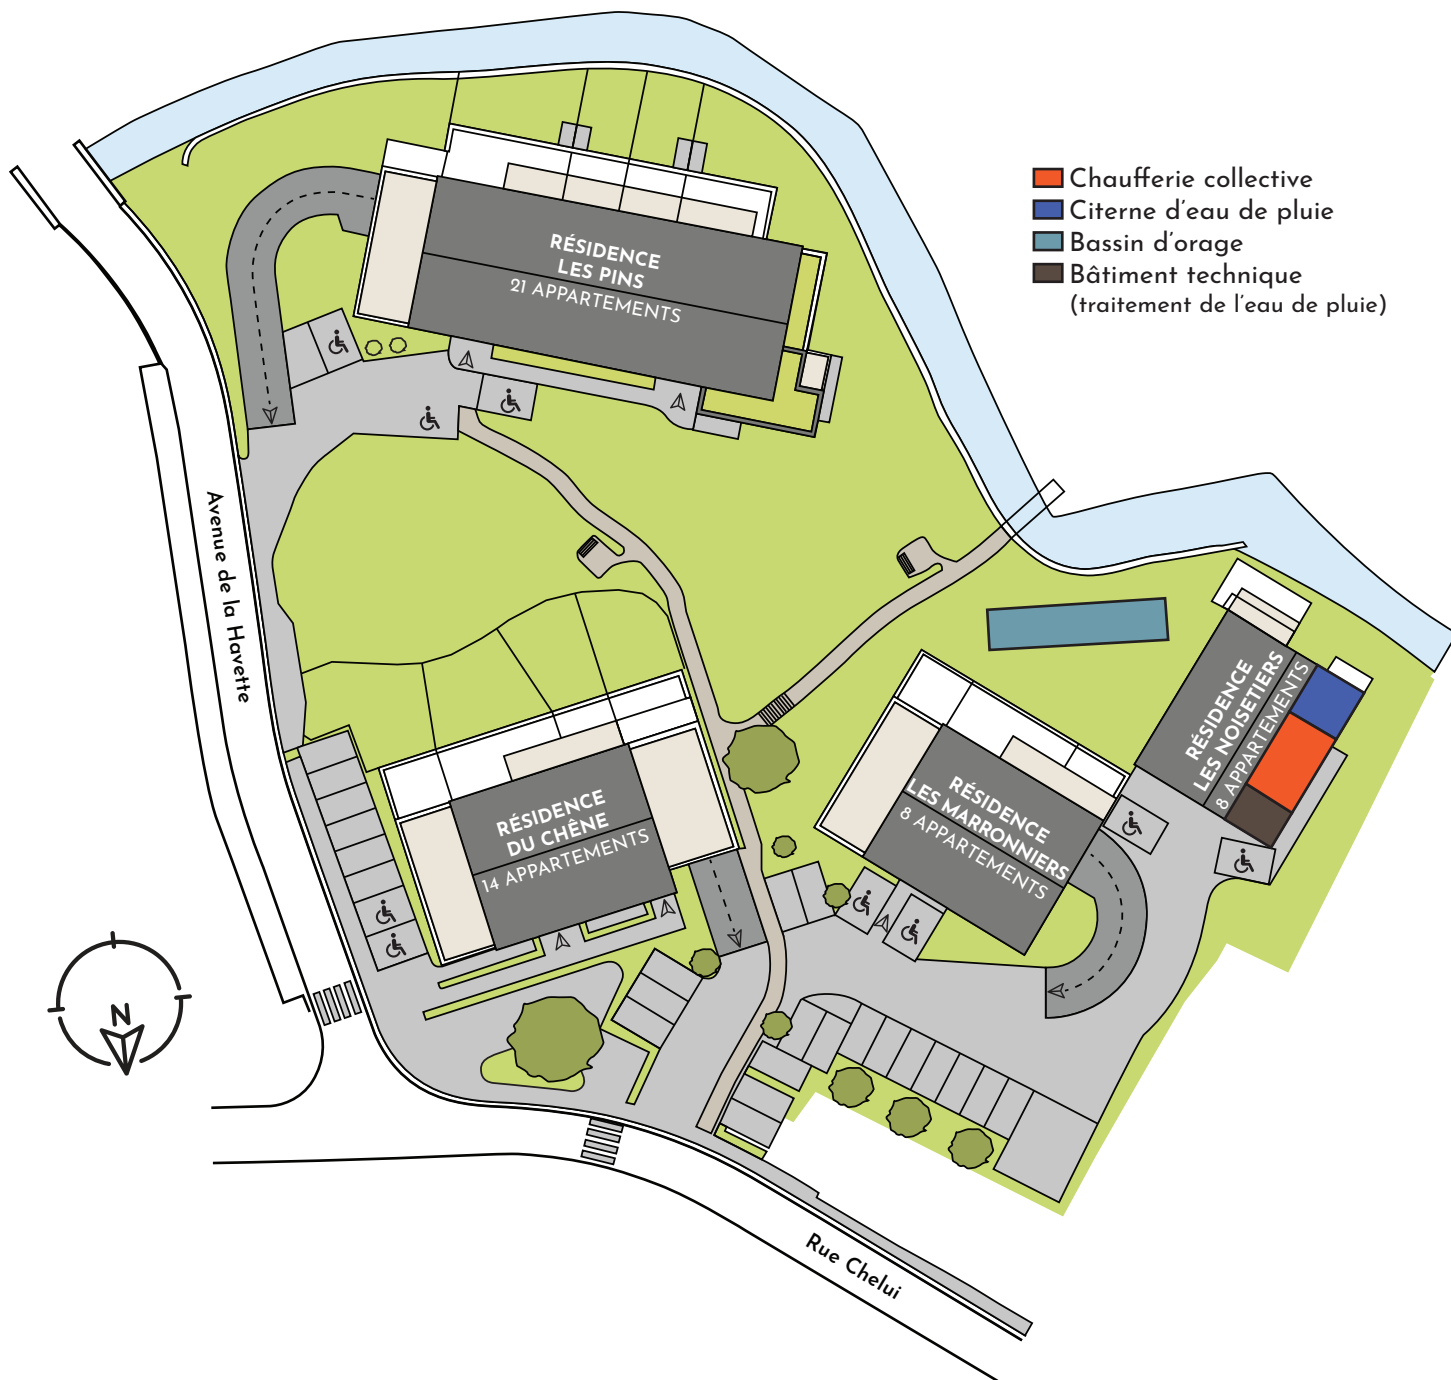 Chaufferie collective
Citerne d'eau de pluie
Bassin d'orage
Bâtiment technique
(traitement de l'eau de pluie)
RÉSIDENCE
LES PINS
21 APPARTEMENTS
Avenue de la Havette
RÉSIDENCE
LES NOISETIERS
8 APPARTEMENTS
RÉSIDENCE
LES MARRONNIERS
8 APPARTEMENTS
RÉSIDENCE
DU CHÊNE
14 APPARTEMENTS
N
Rue Chelui